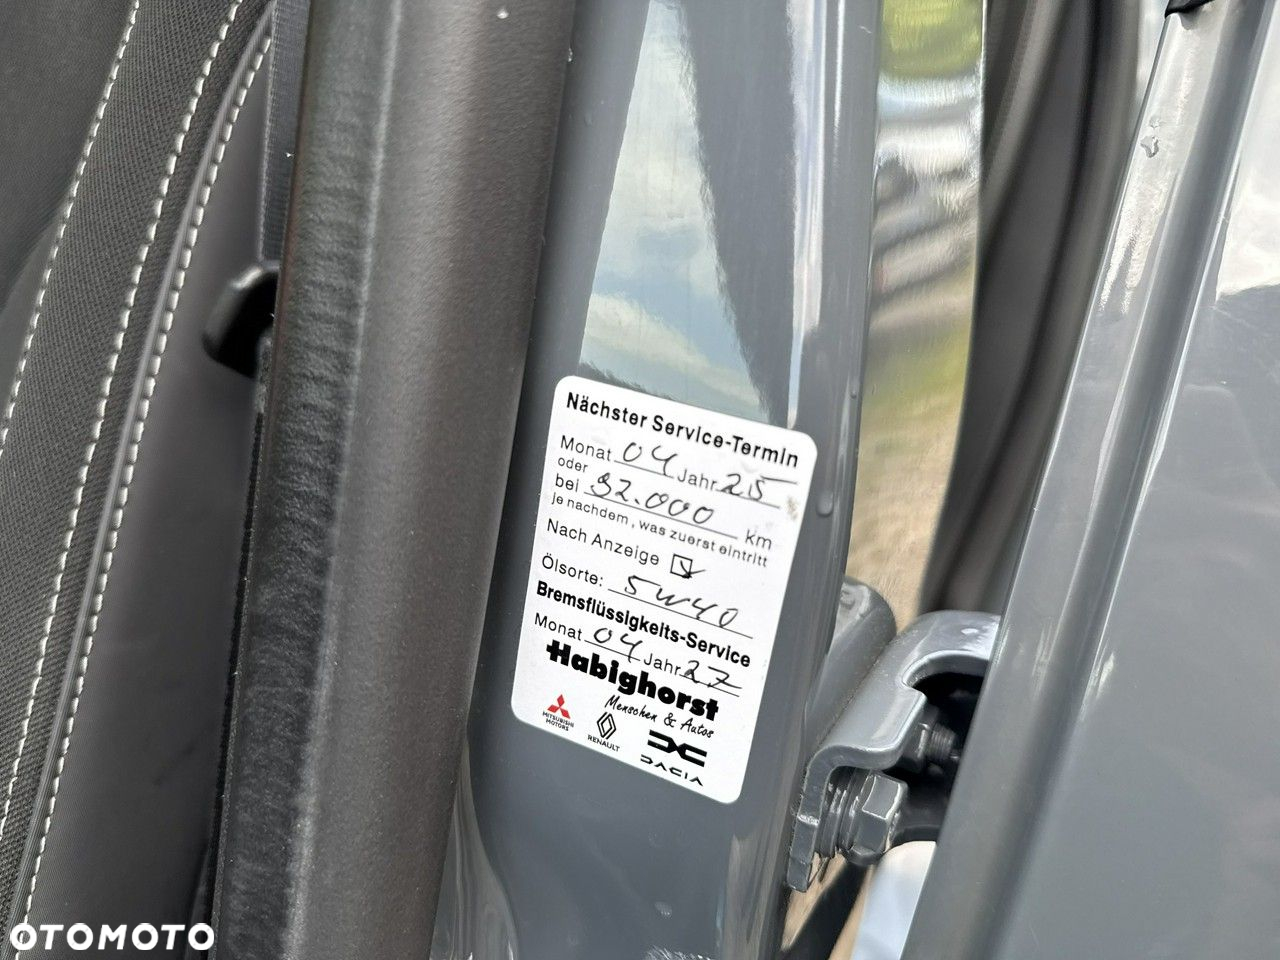 Nächster Service-Termin
Monat 04 Jahr 25
oder
bei 92.000 km
je nachdem, was zuerst eintritt
Nach Anzeige
Ölsorte: 5W40
Bremsflüssigkeits-Service
Monat 04 Jahr 27
Habighorst
Menschen & Autos
MITSUBISHI
MOTORS
RENAULT
DACIA
OTOMOTO